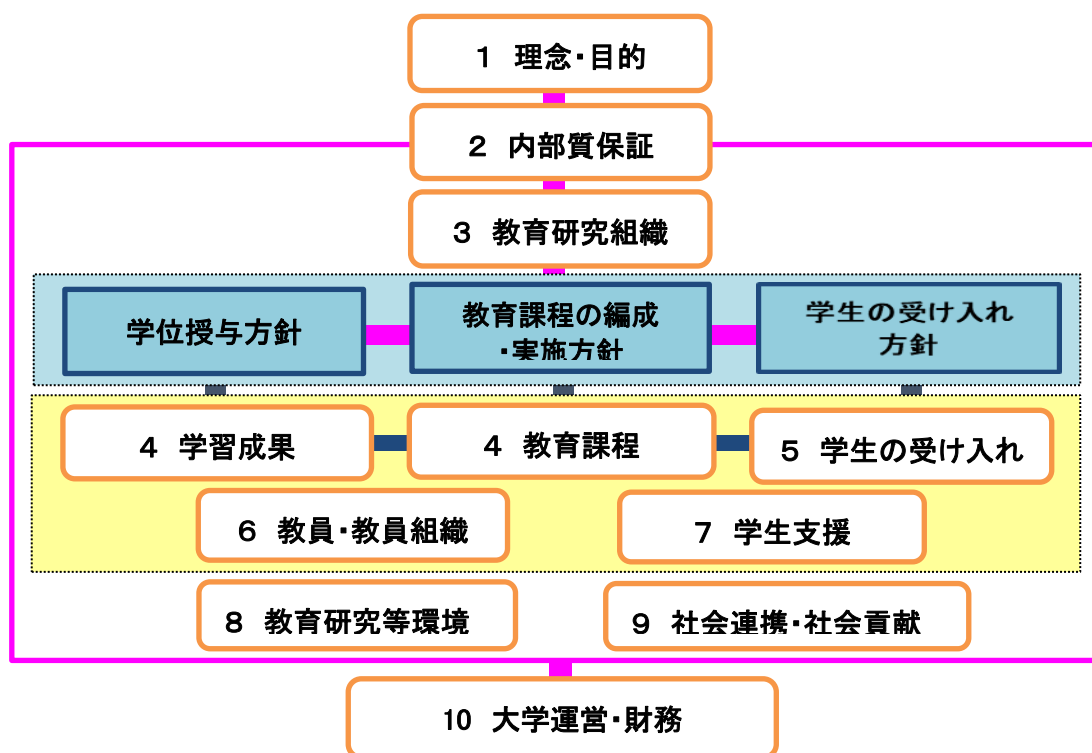 1 理念・目的
2 内部質保証
3 教育研究組織
学位授与方針
教育課程の編成
・実施方針
学生の受け入れ
方針
4 学習成果
4 教育課程
5 学生の受け入れ
6 教員・教員組織
7 学生支援
8 教育研究等環境
9 社会連携・社会貢献
10 大学運営・財務